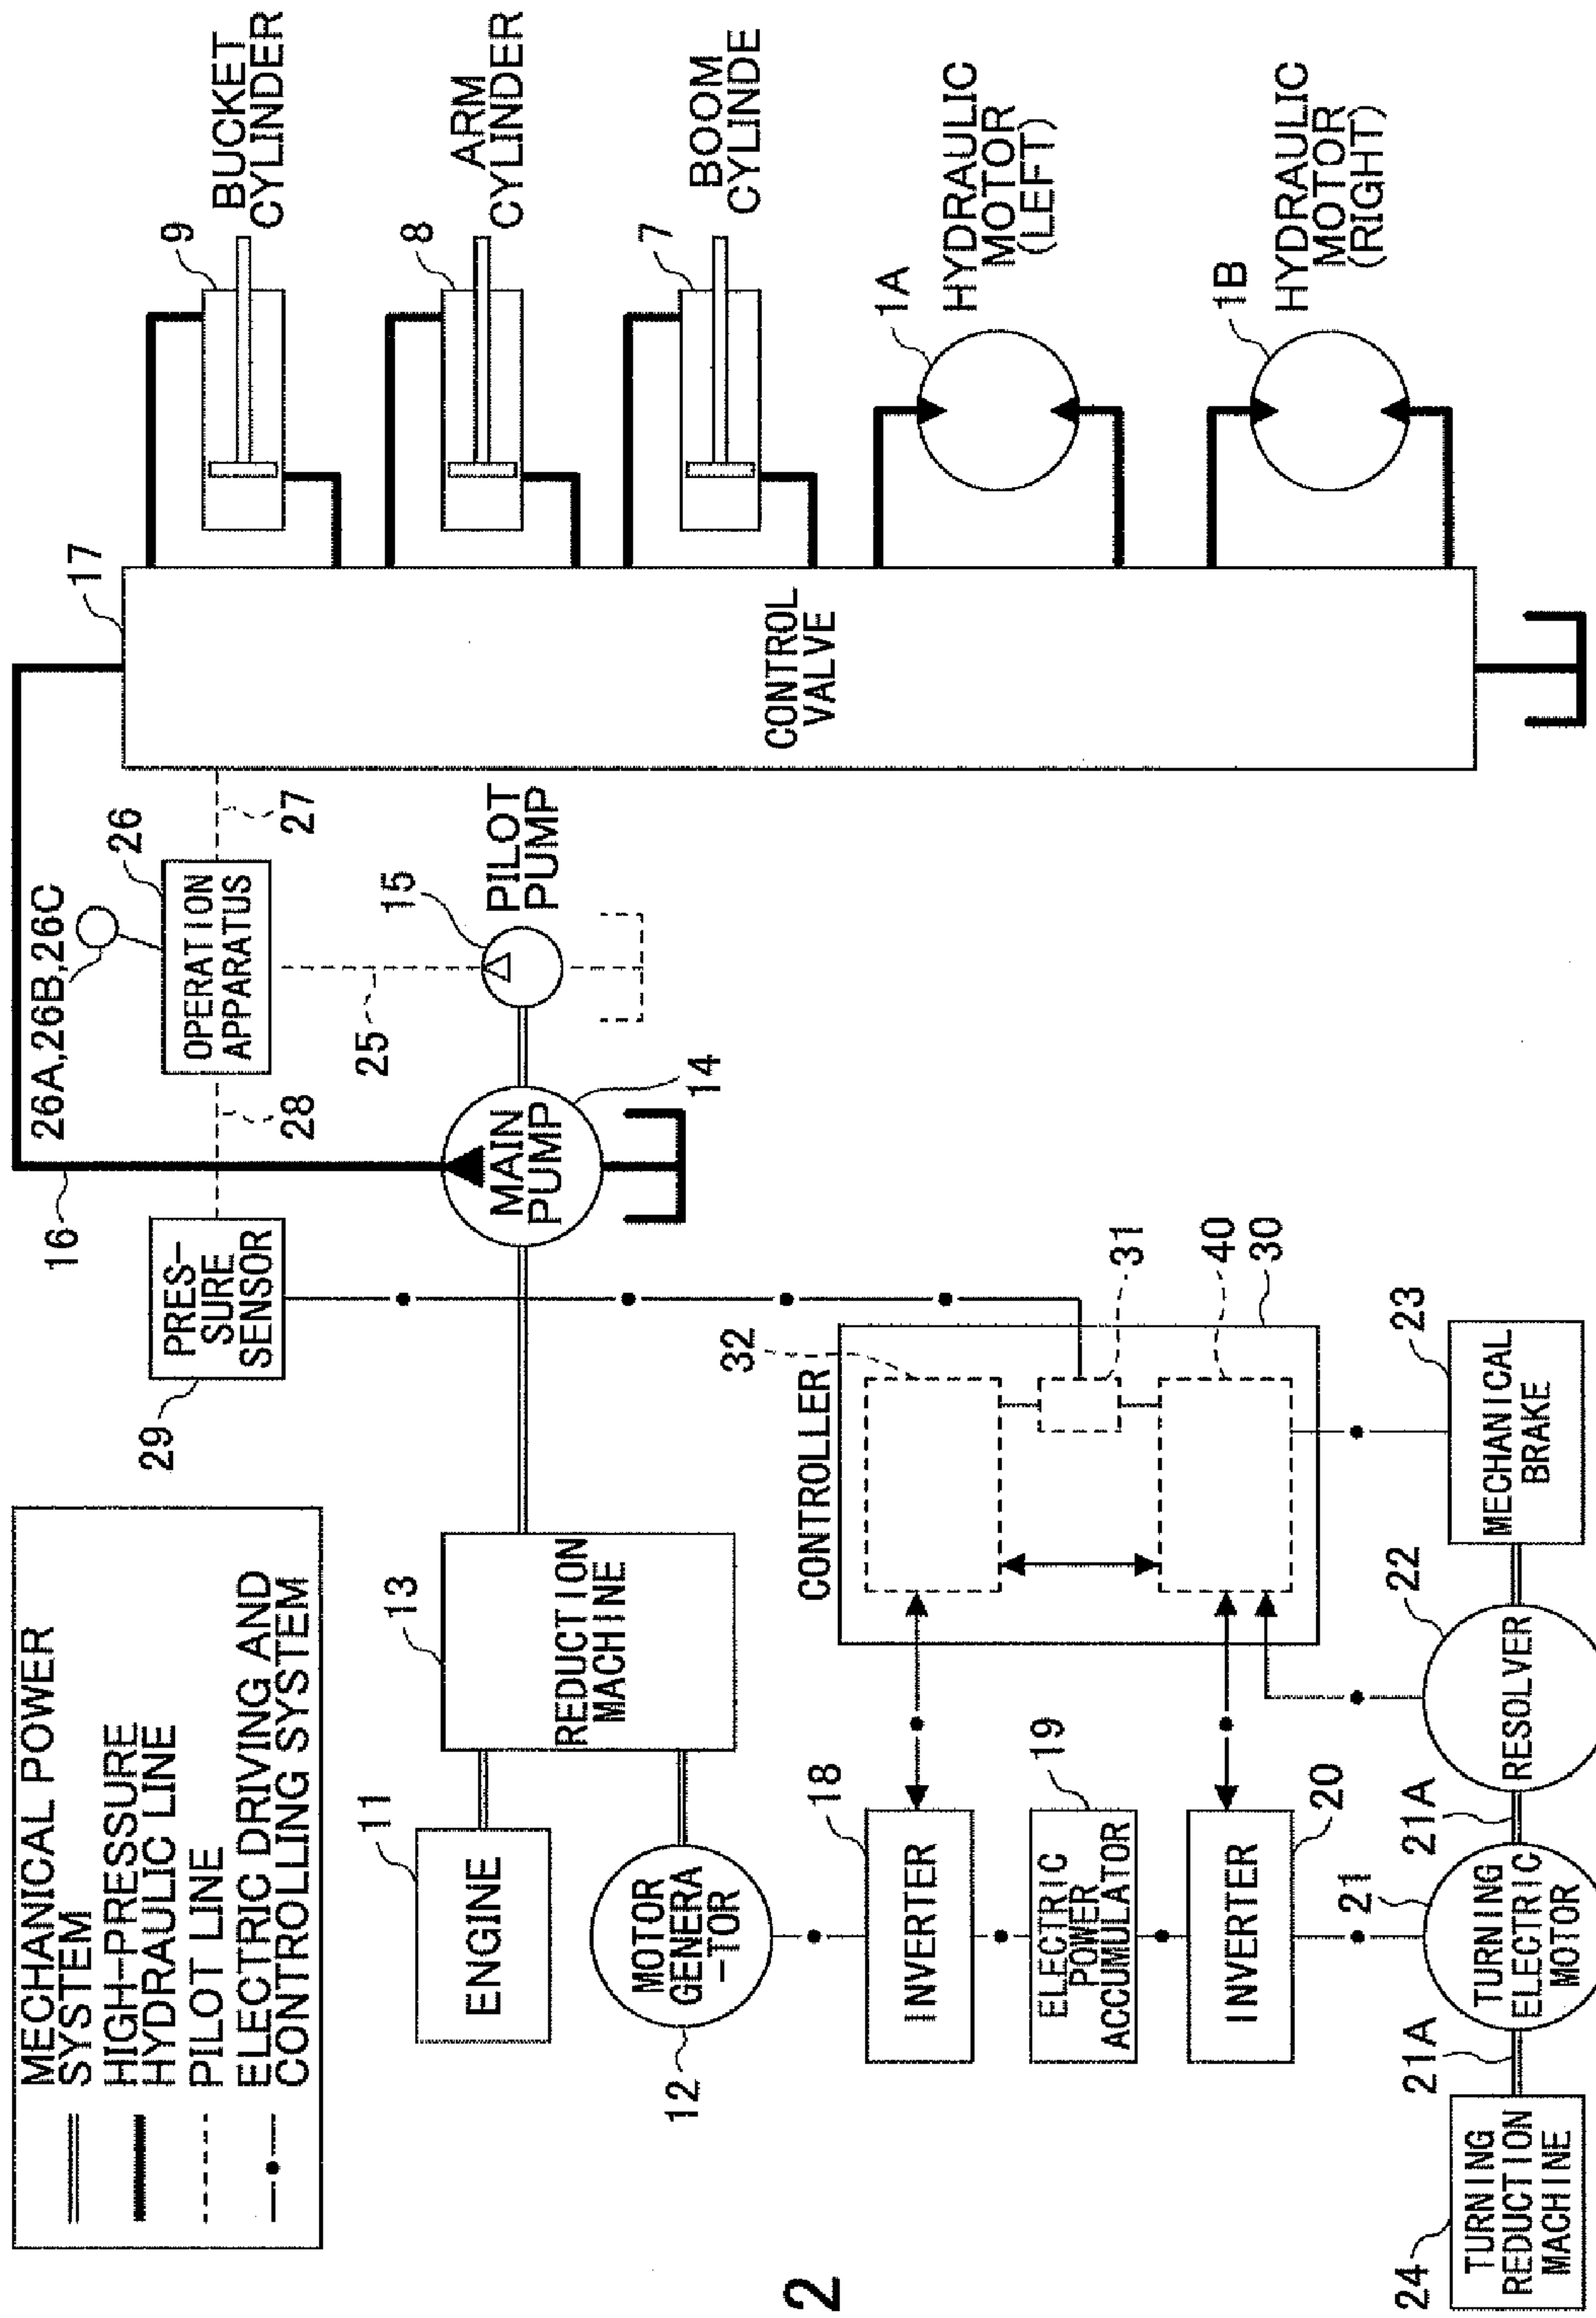 MECHANICAL POWER
SYSTEM
HIGH-PRESSURE
HYDRAULIC LINE
PILOT LINE
ELECTRIC DRIVING AND
CONTROLLING SYSTEM
29
PRES-
SURE
SENSOR
16
28
26A,26B,26C
OPERATION
APPARATUS
26
27
17
9
BUCKET
CYLINDER
11
ENGINE
13
REDUCTION
MACHINE
MOTOR
GENERA
-TOR
12
MAIN
PUMP
14
25
15
PILOT
PUMP
8
ARM
CYLINDER
7
BOOM
CYLINDE
CONTROL
VALVE
2
18
INVERTER
CONTROLLER
32
31
40
30
19
ELECTRIC
POWER
ACCUMULATOR
INVERTER
20
1A
HYDRAULIC
MOTOR
(LEFT)
1B
HYDRAULIC
MOTOR
(RIGHT)
24
TURNING
REDUCTION
MACHINE
21A
21
TURNING
ELECTRIC
MOTOR
21A
22
RESOLVER
23
MECHANICAL
BRAKE